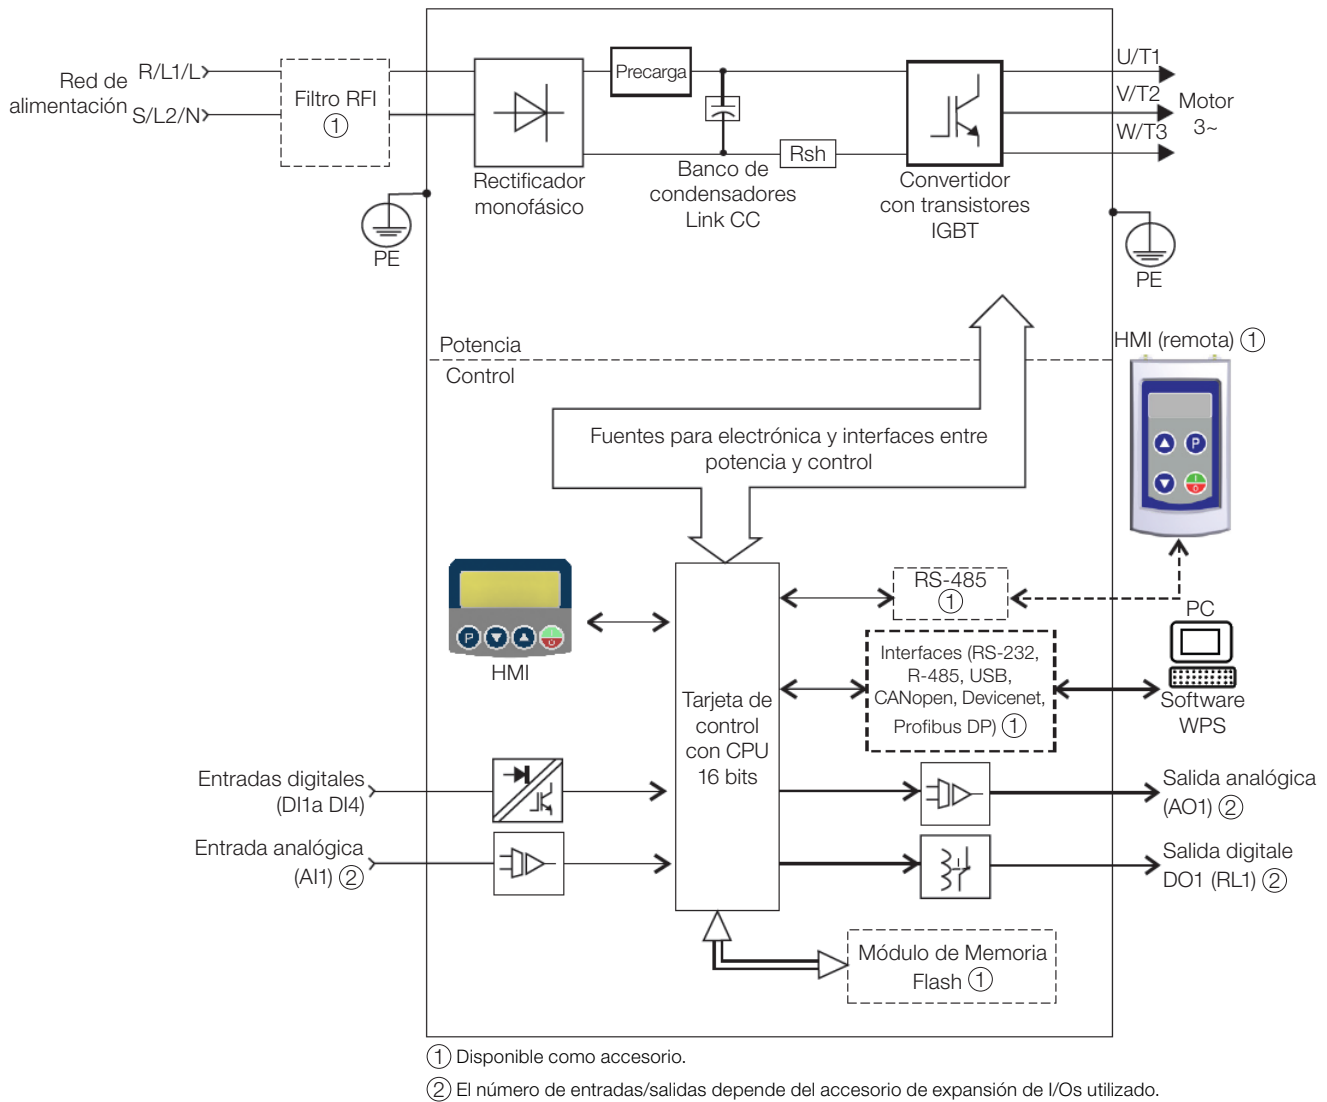 Red de
alimentación
R/L1/L
S/L2/N
Filtro RFI
①
Rectificador
monofásico
Precarga
Banco de
condensadores
Link CC
Rsh
Convertidor
con transistores
IGBT
U/T1
V/T2
W/T3
Motor
3~
PE
PE
Potencia
Control
HMI (remota) ①
P
I
O
Fuentes para electrónica y interfaces entre
potencia y control
P
I
O
HMI
Tarjeta de
control
con CPU
16 bits
RS-485
①
Interfaces (RS-232,
R-485, USB,
CANopen, Devicenet,
Profibus DP) ①
PC
Software
WPS
Entradas digitales
(DI1a DI4)
Entrada analógica
(AI1) ②
Salida analógica
(AO1) ②
Salida digitale
DO1 (RL1) ②
Módulo de Memoria
Flash ①
① Disponible como accesorio.
② El número de entradas/salidas depende del accesorio de expansión de I/Os utilizado.